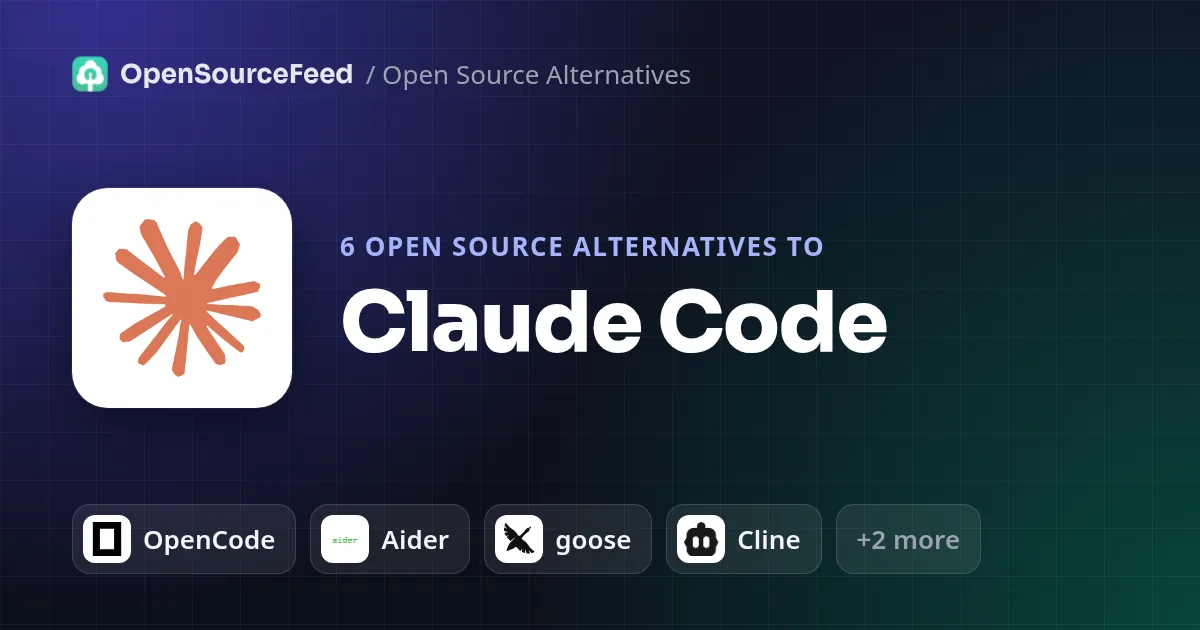 OpenSourceFeed / Open Source Alternatives
6 OPEN SOURCE ALTERNATIVES TO
Claude Code
OpenCode aider Aider goose Cline +2 more